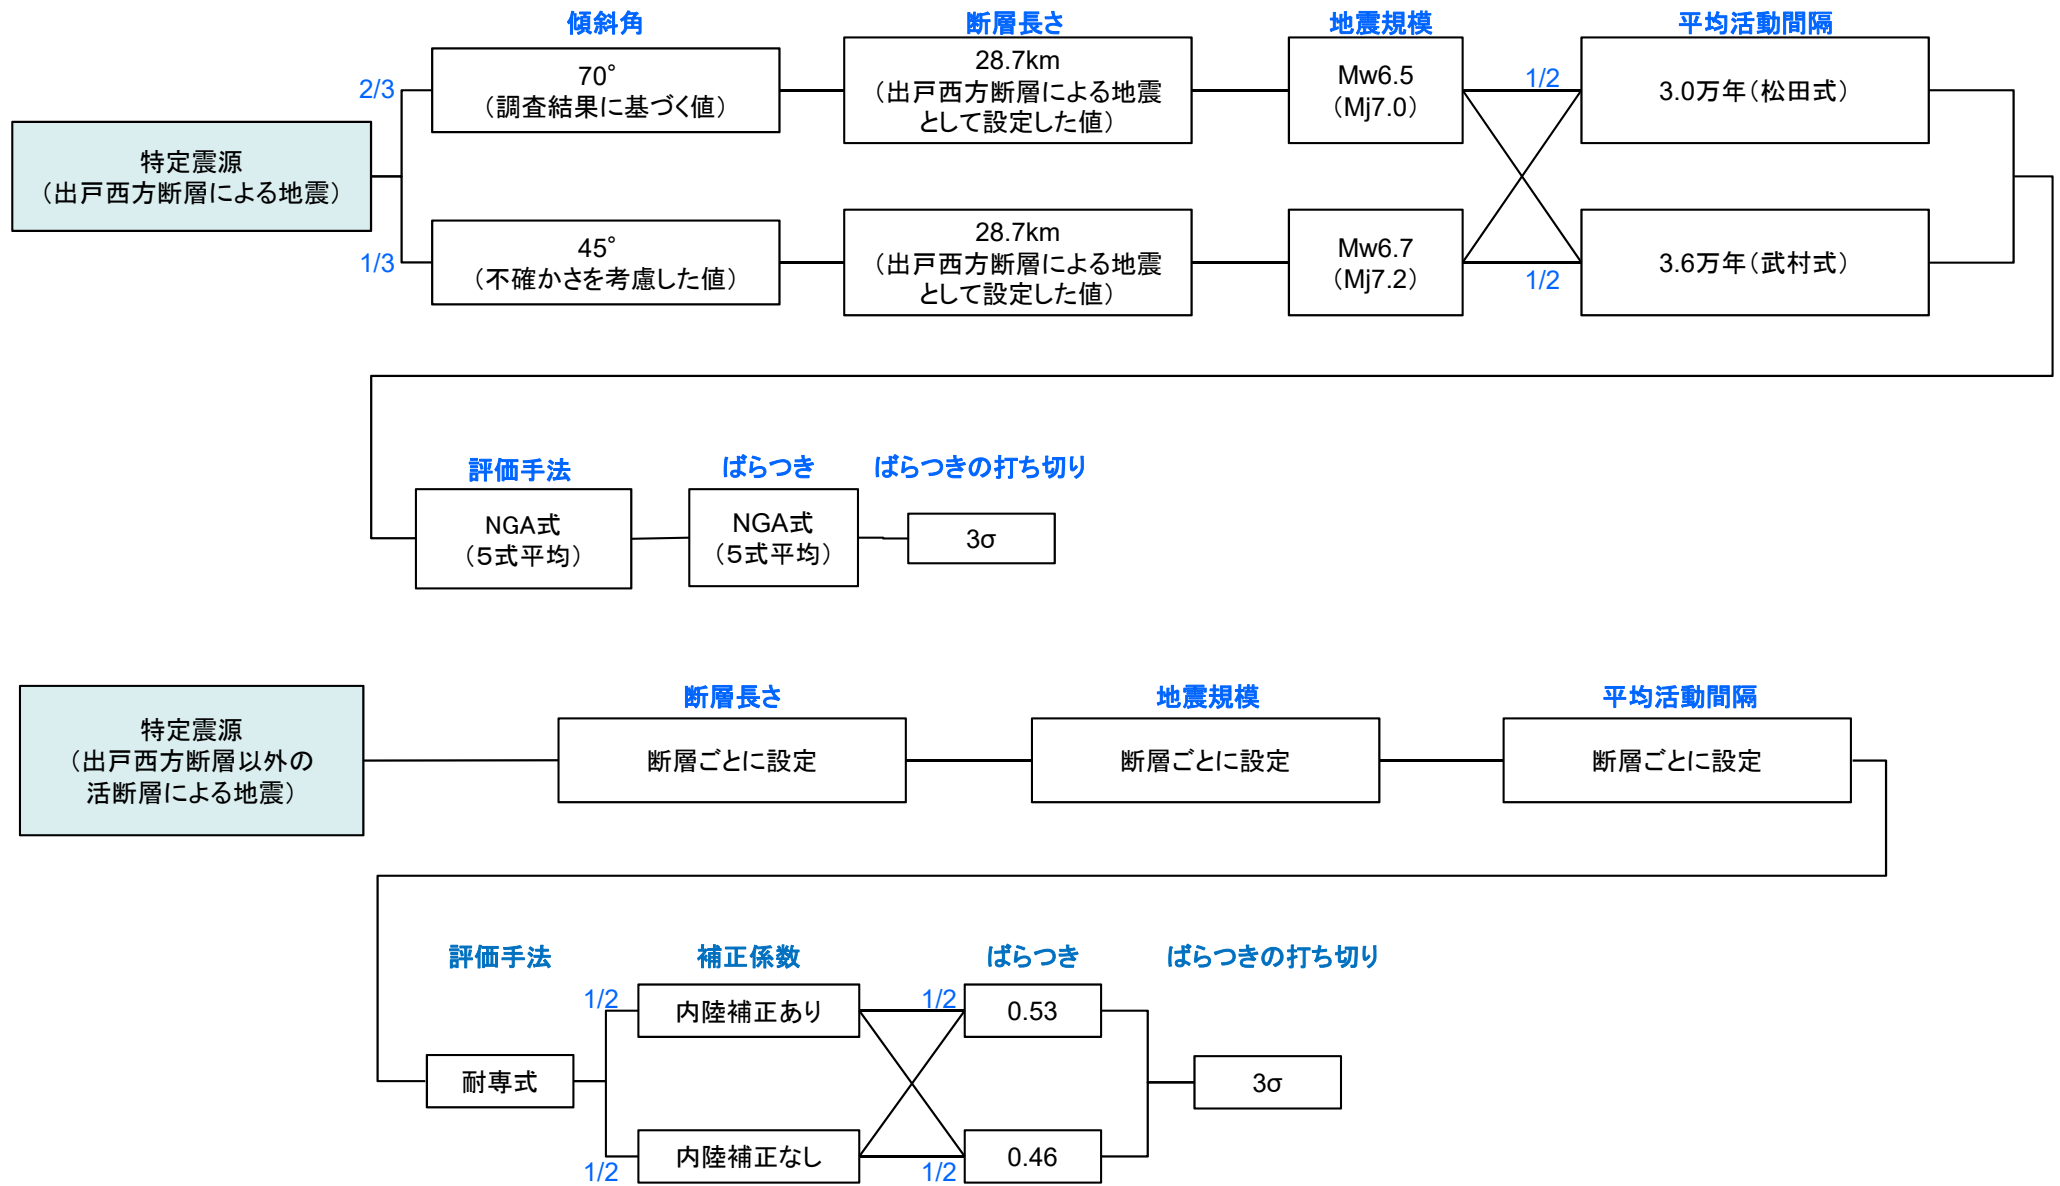 傾斜角
断層長さ
地震規模
平均活動間隔
2/3
70°
（調査結果に基づく値）
28.7km
（出戸西方断層による地震
として設定した値）
Mw6.5
（Mj7.0）
1/2
3.0万年（松田式）
特定震源
（出戸西方断層による地震）
1/3
45°
（不確かさを考慮した値）
28.7km
（出戸西方断層による地震
として設定した値）
Mw6.7
（Mj7.2）
1/2
3.6万年（武村式）
評価手法
ばらつき
ばらつきの打ち切り
NGA式
（５式平均）
NGA式
（５式平均）
3σ
断層長さ
地震規模
平均活動間隔
特定震源
（出戸西方断層以外の
活断層による地震）
断層ごとに設定
断層ごとに設定
断層ごとに設定
評価手法
補正係数
ばらつき
ばらつきの打ち切り
1/2
内陸補正あり
1/2
0.53
耐専式
3σ
1/2
内陸補正なし
1/2
0.46